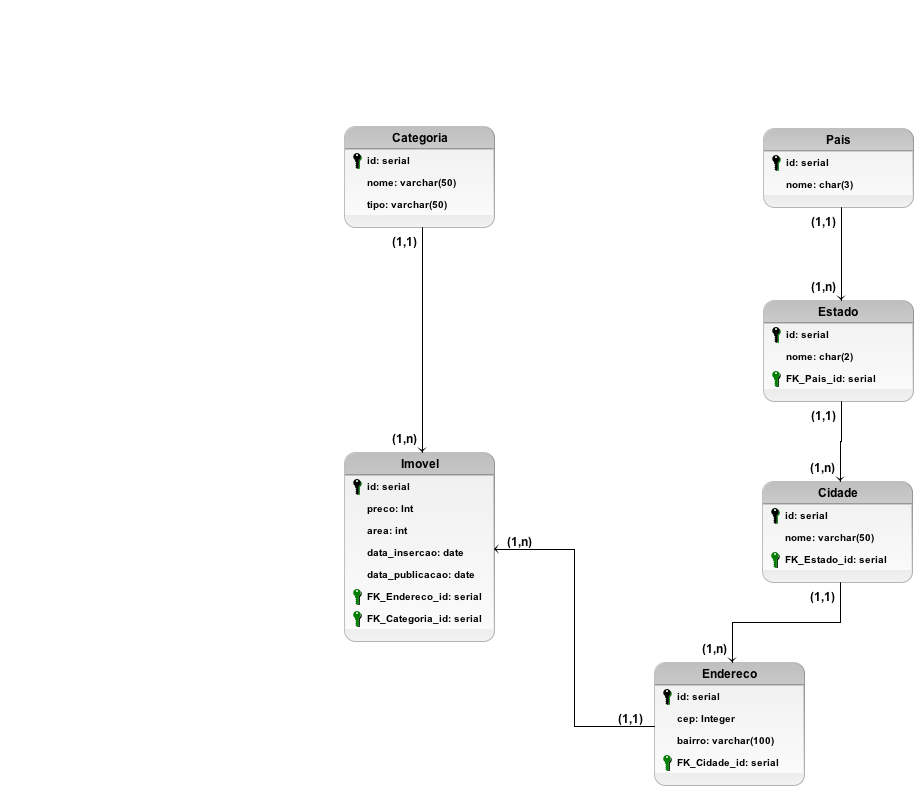 Categoria
id: serial
nome: varchar(50)
tipo: varchar(50)
(1,1)
(1,n)
Imovel
id: serial
preco: Int
area: int
data_insercao: date
data_publicacao: date
FK_Endereco_id: serial
FK_Categoria_id: serial
(1,n)
Pais
id: serial
nome: char(3)
(1,1)
(1,n)
Estado
id: serial
nome: char(2)
FK_Pais_id: serial
(1,1)
(1,n)
Cidade
id: serial
nome: varchar(50)
FK_Estado_id: serial
(1,1)
(1,n)
Endereco
id: serial
cep: Integer
bairro: varchar(100)
FK_Cidade_id: serial
(1,1)